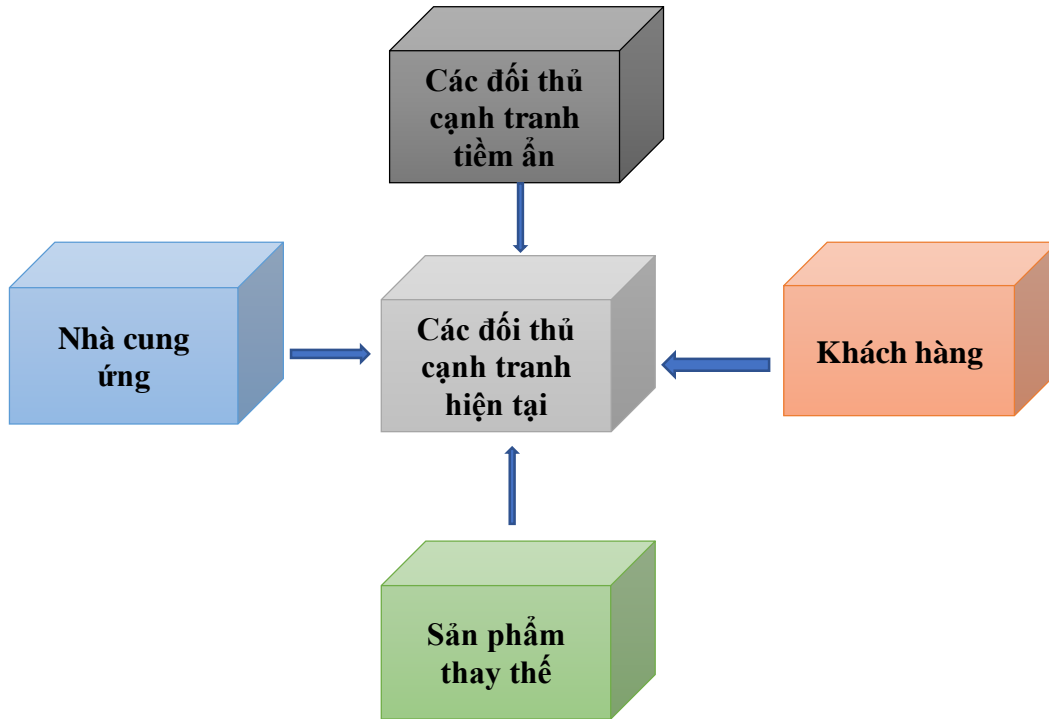 Các đối thủ
cạnh tranh
tiềm ẩn
Nhà cung
ứng
Các đối thủ
cạnh tranh
hiện tại
Khách hàng
Sản phẩm
thay thế